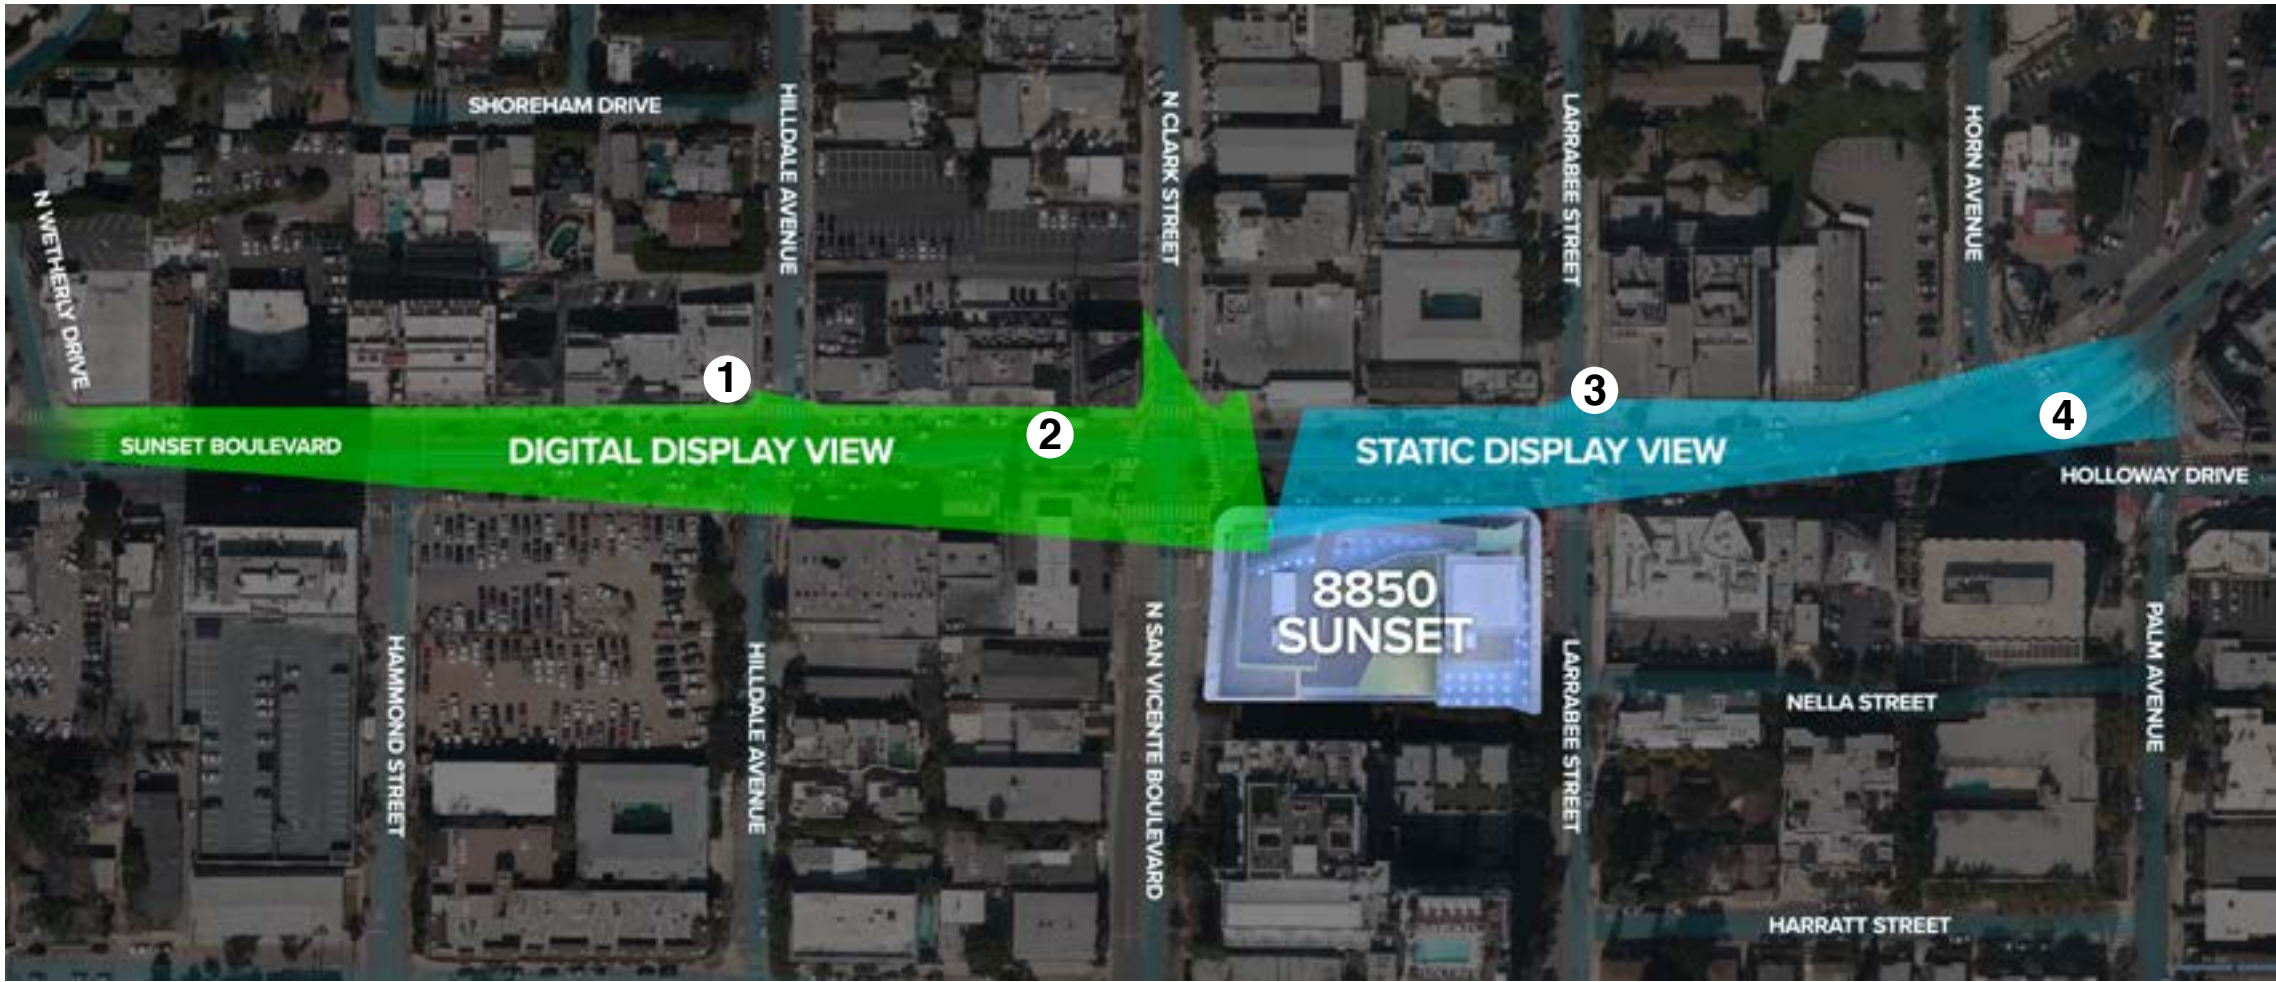 SHOREHAM DRIVE
HILLDALE AVENUE
N CLARK STREET
LARRABEE STREET
HORN AVENUE
N WETHERLY DRIVE
1
2
3
4
SUNSET BOULEVARD
DIGITAL DISPLAY VIEW
STATIC DISPLAY VIEW
HOLLOWAY DRIVE
8850
SUNSET
HAMMOND STREET
HILLDALE AVENUE
N SAN VICENTE BOULEVARD
LARRABEE STREET
NELLA STREET
PALM AVENUE
HARRATT STREET